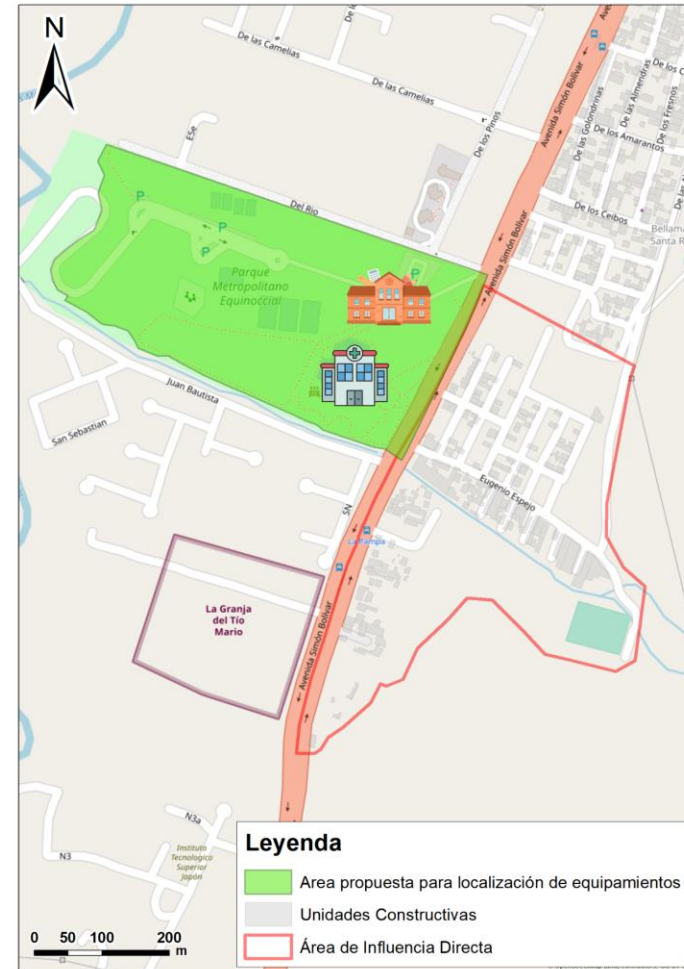 N
De las Camelias
De las Camelias
Avenida Simón Bolívar
De las Golondrinas
De las Almendras
De los Fresnos
De los Pinos
De los Amarantos
E5e
De los Ceibos
Del Rio
P
P
P
P
Parque
Metropolitano
Equinoccial
Avenida Simón Bolívar
Juan Bautista
San Sebastian
Eugenio Espejo
SN
La Pampa
La Granja
del Tío
Mario
Avenida Simón Bolívar
N3a
N3
Instituto
Tecnologico
Superior
Japón
Leyenda
Area propuesta para localización de equipamientos
Unidades Constructivas
Área de Influencia Directa
0 50 100 200
m